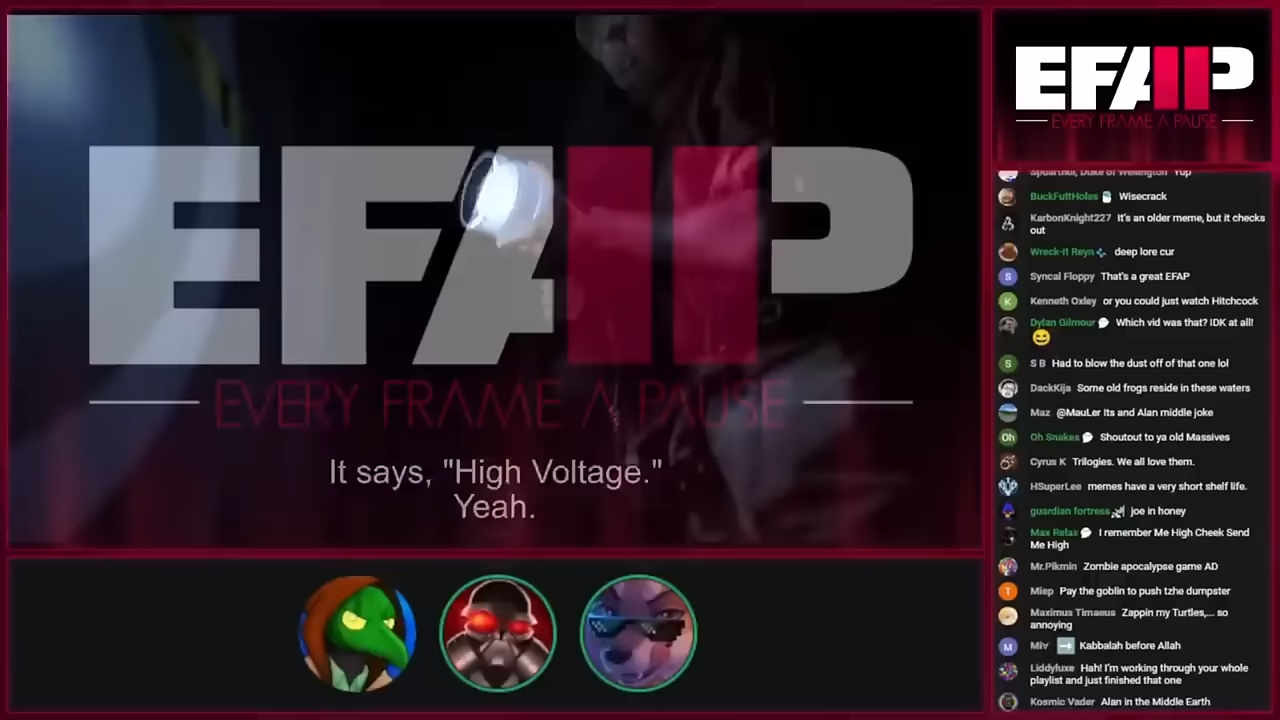 EFAP
EVERY FRAME A PAUSE
It says, "High Voltage."
Yeah.
EFAP
EVERY FRAME A PAUSE
Spuarthur, Duke of Wellington Yup
BuckFuttHoles Wisecrack
KarbonKnight227 It's an older meme, but it checks
out
Wreck-It Reyn deep lore cur
Syncal Floppy That's a great EFAP
Kenneth Oxley or you could just watch Hitchcock
Dylan Gilmour Which vid was that? IDK at all!
S B Had to blow the dust off of that one lol
DackKija Some old frogs reside in these waters
Maz @MauLer Its and Alan middle joke
Oh Oh Snakes Shoutout to ya old Massives
Cyrus K Trilogies. We all love them.
HSuperLee memes have a very short shelf life.
guardian fortress joe in honey
Max Relax I remember Me High Cheek Send
Me High
Mr.Pikmin Zombie apocalypse game AD
Miep Pay the goblin to push tzhe dumpster
Maximus Timaeus Zappin my Turtles,... so
annoying
Miv Kabbalah before Allah
Liddyluxe Hah! I'm working through your whole
playlist and just finished that one
Kosmic Vader Alan in the Middle Earth